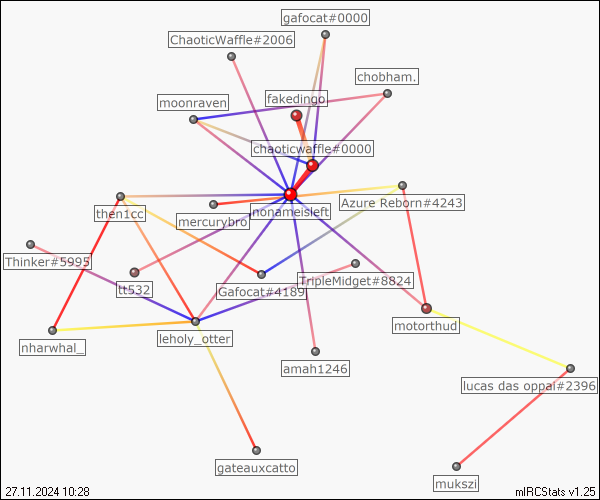 gafocat#0000
ChaoticWaffle#2006
chobham.
fakedingo
moonraven
chaoticwaffle#0000
Azure Reborn#4243
nonameisleft
then1cc
mercurybro
Thinker#5995
TripleMidget#8824
tt532
Gafocat#4189
motorthud
leholy_otter
nharwhal_
amah1246
lucas das oppai#2396
gateauxcatto
mukszi
27.11.2024 10:28
mIRCStats v1.25